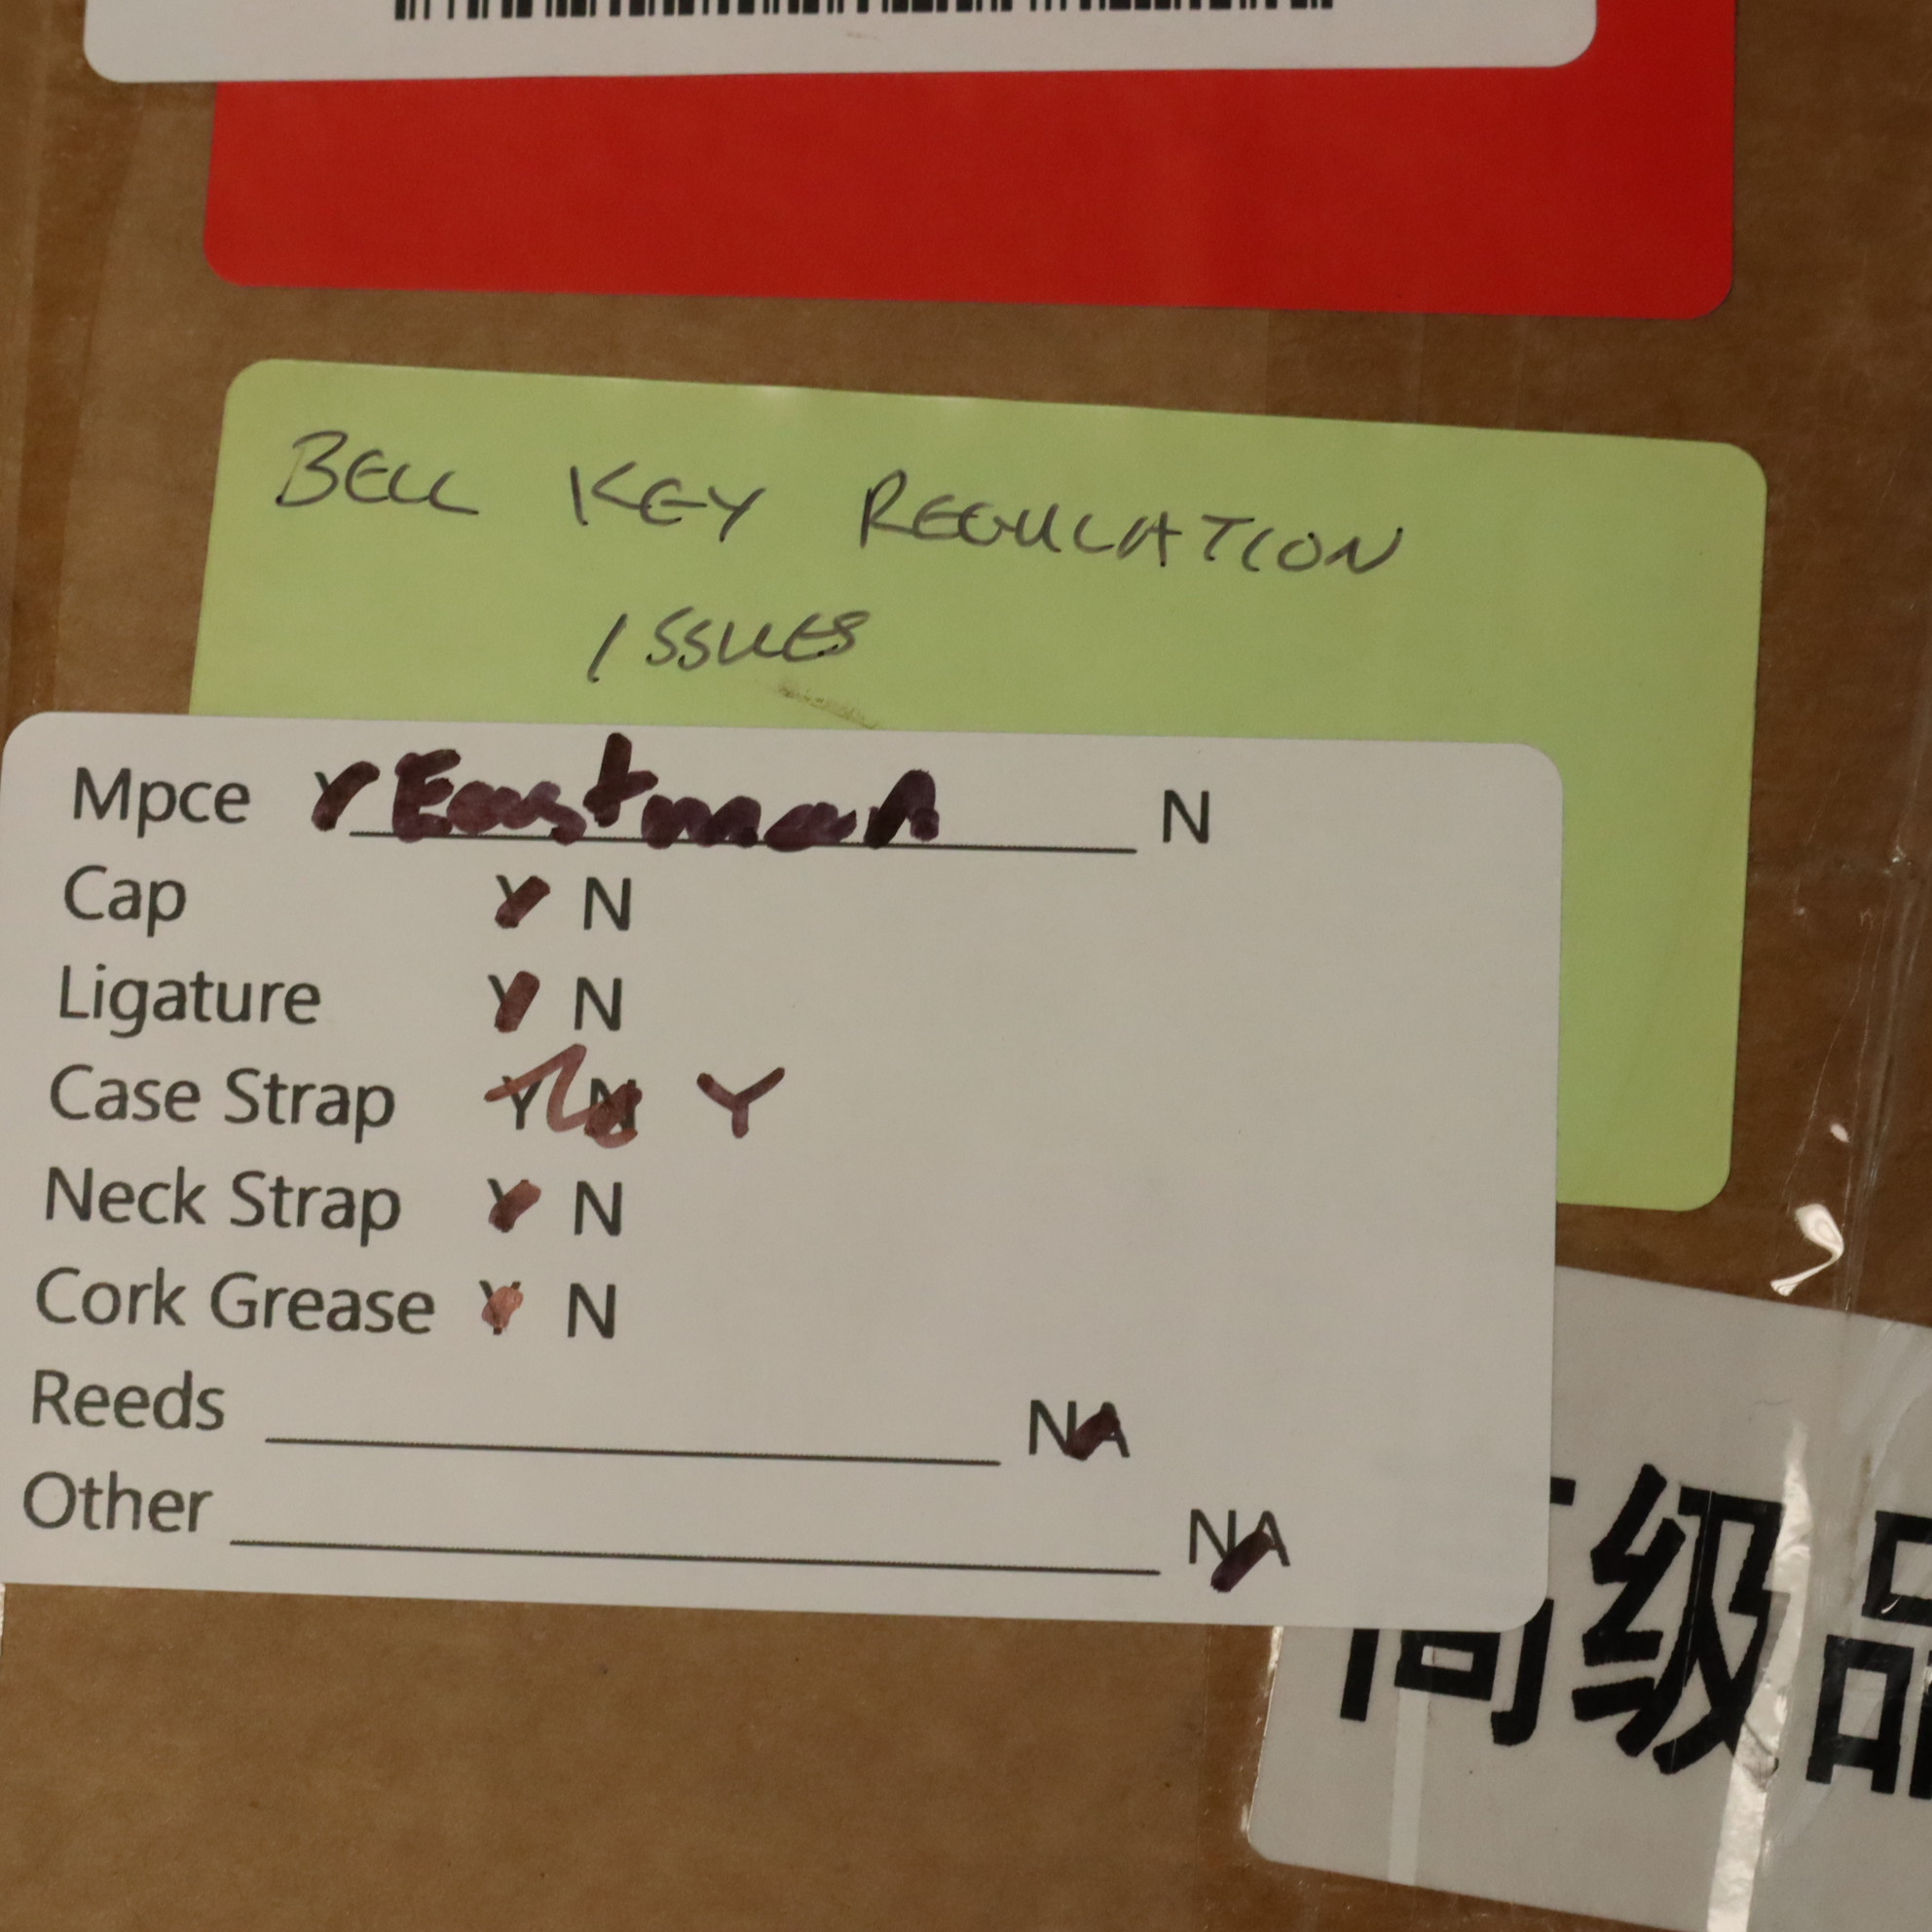 BELL KEY REGULATION
ISSUES
Mpce Y Eastman N
Cap Y N
Ligature Y N
Case Strap Y N Y
Neck Strap Y N
Cork Grease Y N
Reeds NA
Other NA
高级品